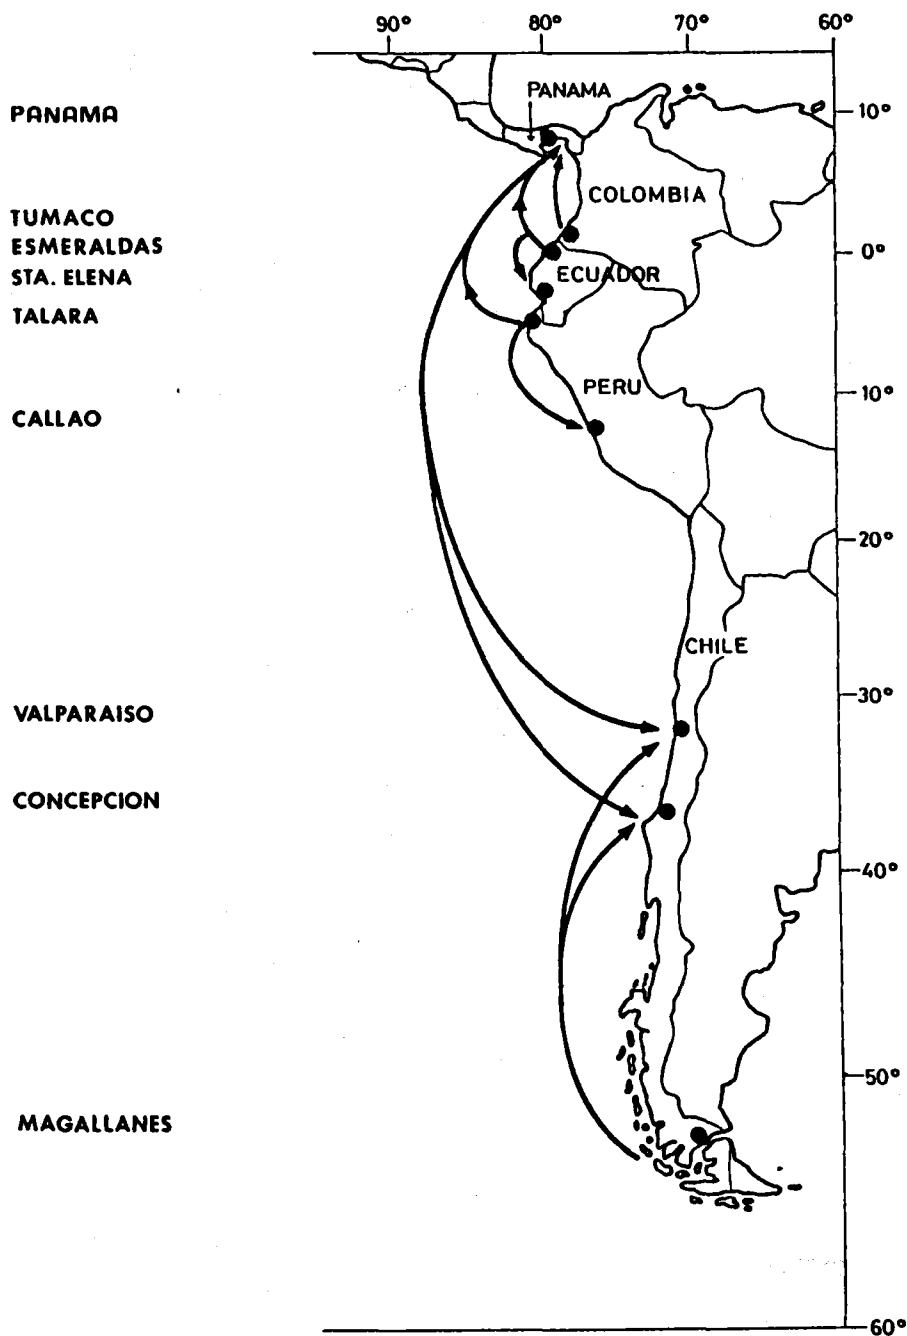 90° 80° 70° 60°
PANAMA
PANAMA
10°
TUMACO
COLOMBIA
ESMERALDAS
0°
STA. ELENA
ECUADOR
TALARA
PERU
10°
CALLAO
20°
CHILE
30°
VALPARAISO
CONCEPCION
40°
50°
MAGALLANES
60°